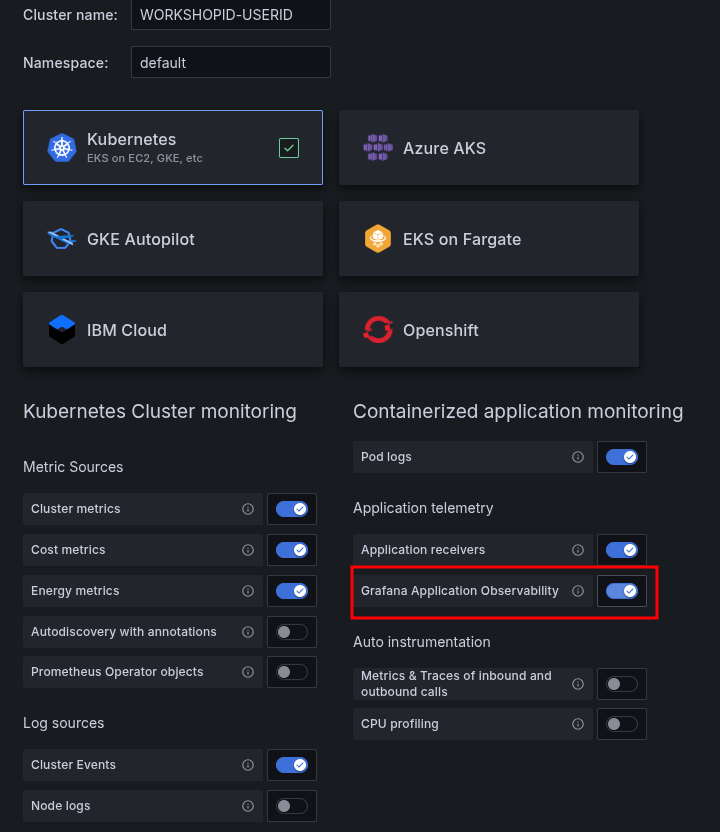 Cluster name: WORKSHOPID-USERID
Namespace: default
Kubernetes
EKS on EC2, GKE, etc
Azure AKS
GKE Autopilot
EKS on Fargate
IBM Cloud
Openshift
Kubernetes Cluster monitoring
Metric Sources
Cluster metrics
Cost metrics
Energy metrics
Autodiscovery with annotations
Prometheus Operator objects
Log sources
Cluster Events
Node logs
Containerized application monitoring
Pod logs
Application telemetry
Application receivers
Grafana Application Observability
Auto instrumentation
Metrics & Traces of inbound and
outbound calls
CPU profiling